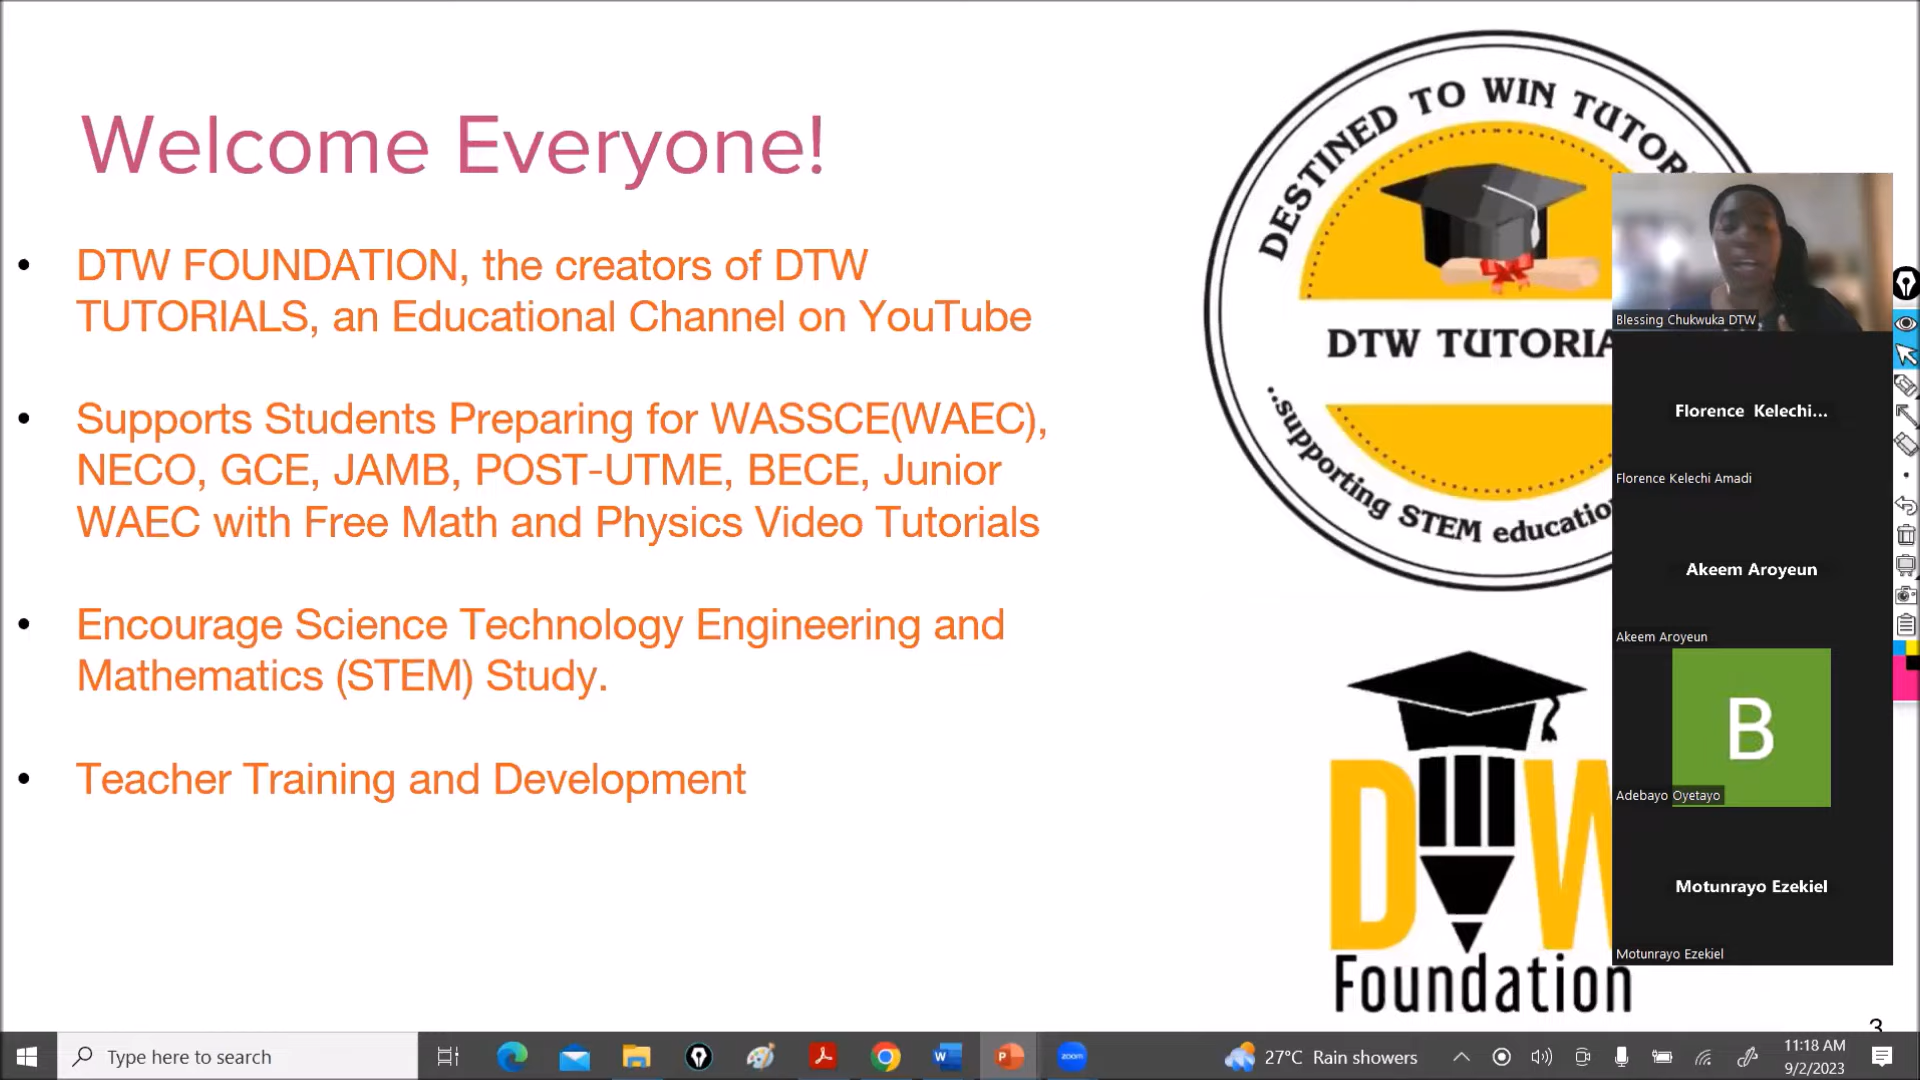 Welcome Everyone!
• DTW FOUNDATION, the creators of DTW
TUTORIALS, an Educational Channel on YouTube
• Supports Students Preparing for WASSCE(WAEC),
NECO, GCE, JAMB, POST-UTME, BECE, Junior
WAEC with Free Math and Physics Video Tutorials
• Encourage Science Technology Engineering and
Mathematics (STEM) Study.
• Teacher Training and Development
DESTINED TO WIN TUTOR
DTW TUTORIA
..supporting STEM educatio
D W
Foundation
Blessing Chukwuka DTW
Florence Kelechi...
Florence Kelechi Amadi
Akeem Aroyeun
Akeem Aroyeun
B
Adebayo Oyetayo
Motunrayo Ezekiel
Motunrayo Ezekiel
3
Type here to search
zoom
27°C Rain showers
11:18 AM
9/2/2023